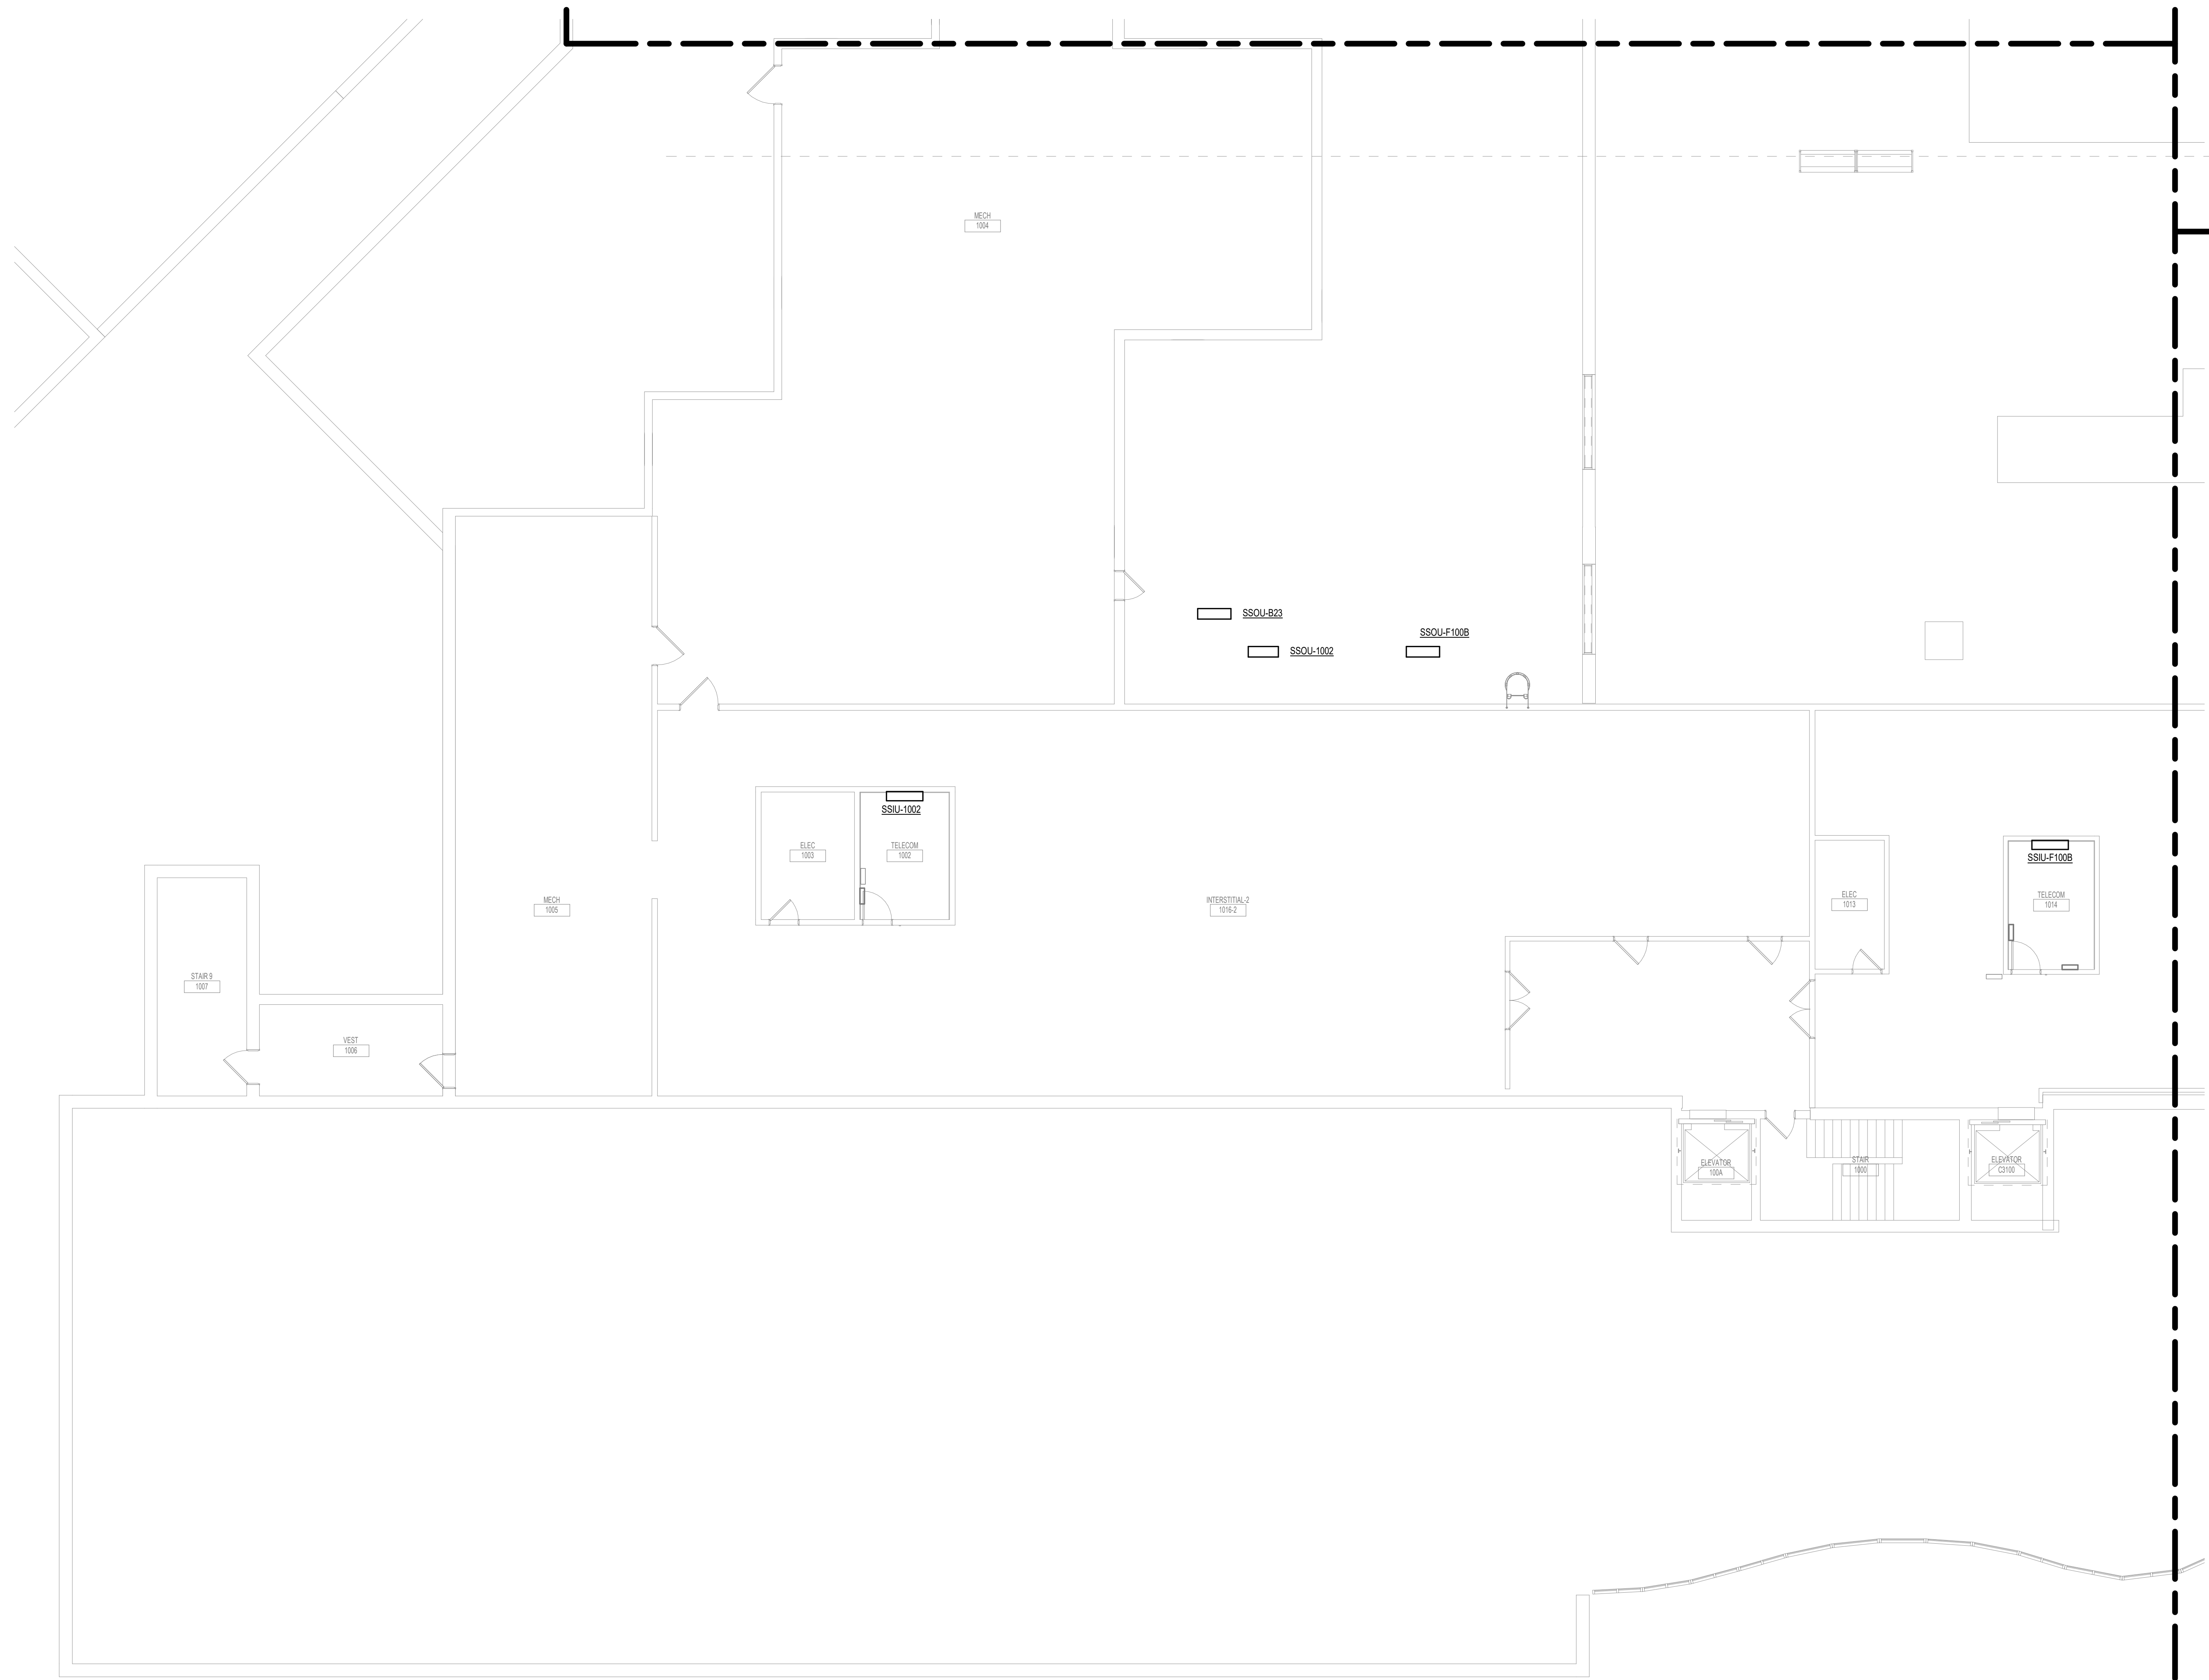 MECH
1004
SSOU-B23
SSOU-F100B
SSOU-1002
SSIU-1002
ELEC
1003
TELECOM
1002
SSIU-F100B
MECH
1005
INTERSTITIAL-2
1016-2
ELEC
1013
TELECOM
1014
STAIR 9
1007
VEST
1006
ELEVATOR
100A
STAIR
1000
ELEVATOR
C3100